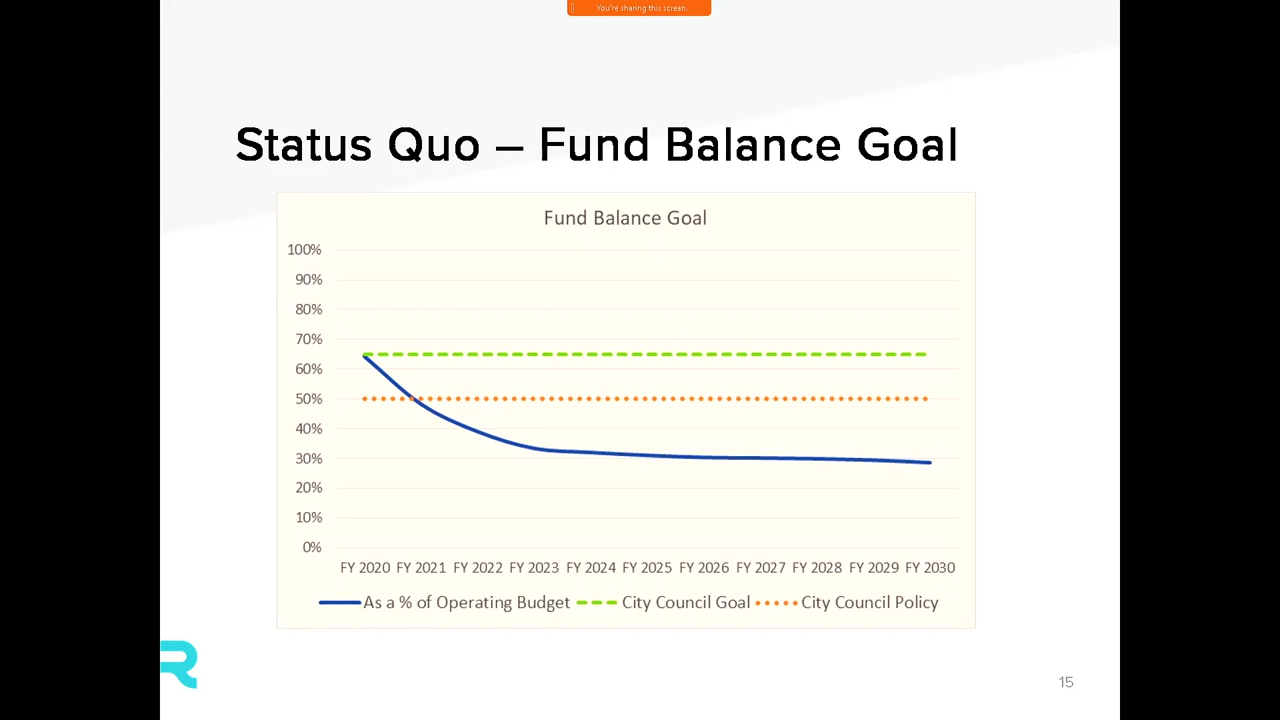 You're sharing this screen.
Status Quo – Fund Balance Goal
Fund Balance Goal
100%
90%
80%
70%
60%
50%
40%
30%
20%
10%
0%
FY 2020 FY 2021 FY 2022 FY 2023 FY 2024 FY 2025 FY 2026 FY 2027 FY 2028 FY 2029 FY 2030
As a % of Operating Budget City Council Goal City Council Policy
R
15